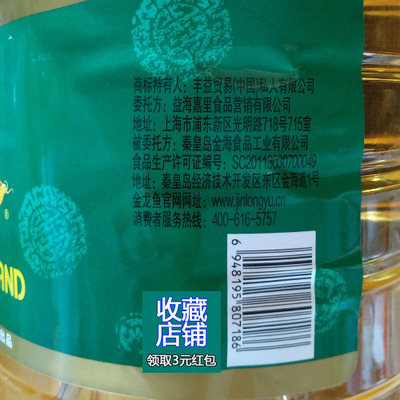 商标持有人：丰益贸易(中国)私人有限公司
委托方：益海嘉里食品营销有限公司
地址：上海市浦东新区光明路718号715室
被委托方：秦皇岛金海食品工业有限公司
食品生产许可证编号：SC20113030700049
地址：秦皇岛经济技术开发区东区金海道1号
金龙鱼官网网址：www.jinlongyu.cn
消费者服务热线：400-616-5757
®
AND
出品
6 948195 807186
收藏
店铺
领取3元红包